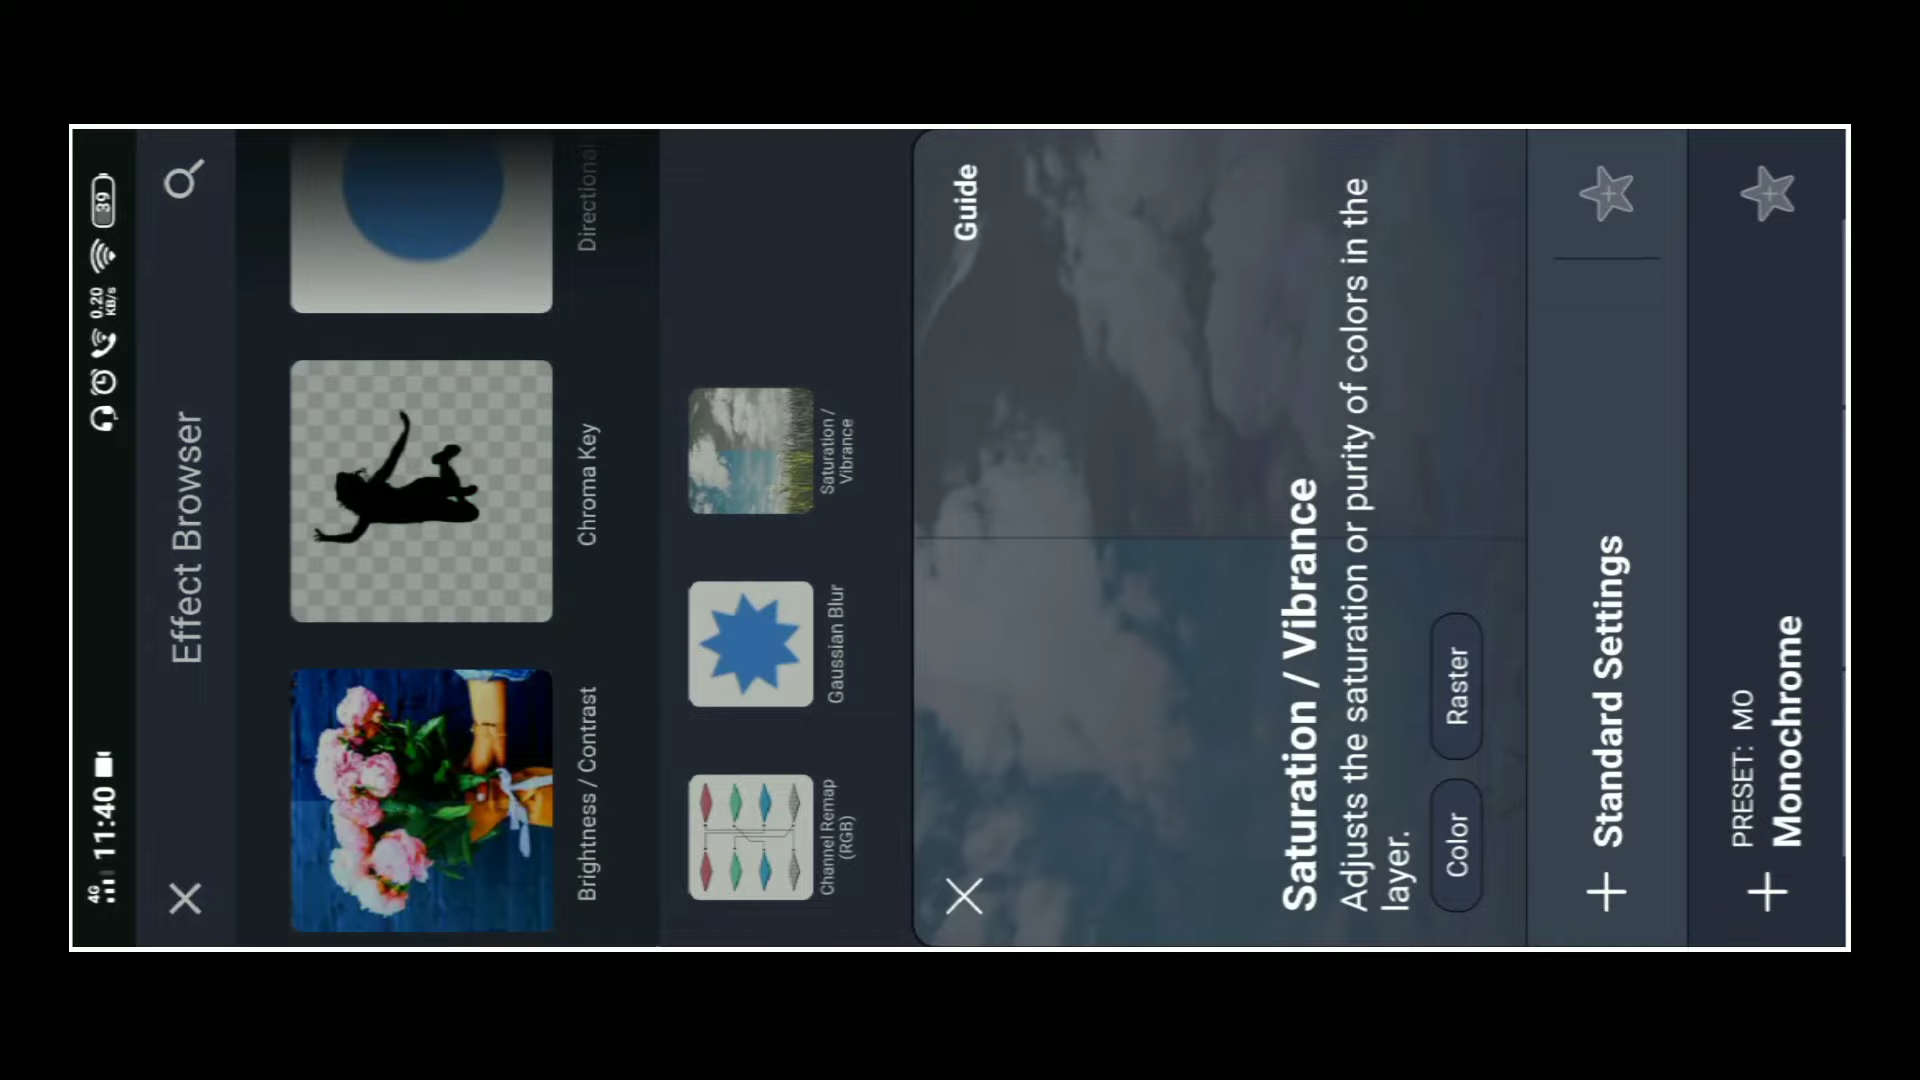 4G 11:40 0.20 KB/s 39
Effect Browser
Brightness / Contrast
Chroma Key
Directional
Channel Remap
(RGB)
Gaussian Blur
Saturation /
Vibrance
Guide
Saturation / Vibrance
Adjusts the saturation or purity of colors in the
layer.
Color
Raster
Standard Settings
PRESET: MO
Monochrome